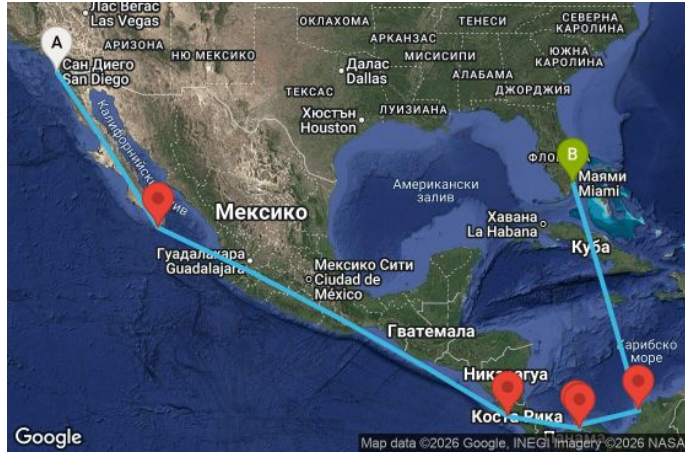 Лас Вегас
Las Vegas
A
Сан Диего
San Diego
АРИЗОНА
НЮ МЕКСИКО
ОКЛАХОМА
ТЕНЕСИ
СЕВЕРНА
КАРОЛИНА
АРКАНЗАС
МИСИСИПИ
ЮЖНА
КАРОЛИНА
Далас
Dallas
АЛАБАМА
ДЖОРДЖИЯ
ТЕКСАС
ЛУИЗИАНА
Хюстън
Houston
Калифорнийски
B
Маями
Miami
Американски
залив
Мексико
Хавана
La Habana
Куба
Гуадалахара
Guadalajara
Мексико Сити
Ciudad de
México
Гватемала
Карибско
море
Коста Рика
Google
Map data ©2026 Google, INEGI Imagery ©2026 NASA